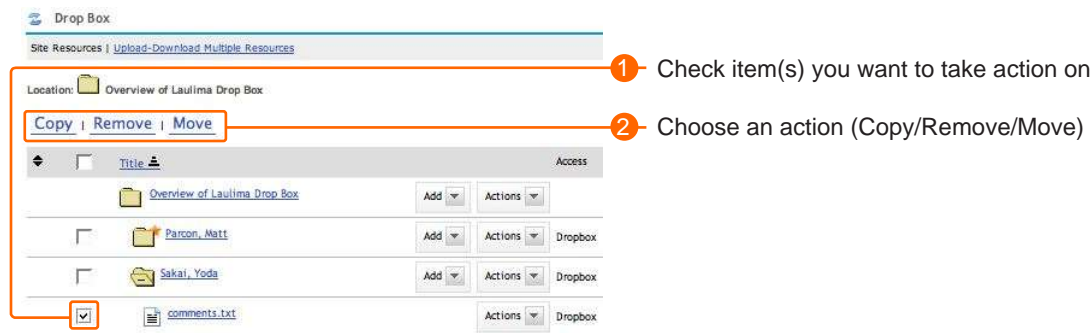 Drop Box
Site Resources | Upload-Download Multiple Resources
1 Check item(s) you want to take action on
Location: Overview of Laulima Drop Box
Copy | Remove | Move
2 Choose an action (Copy/Remove/Move)
Title Access
Overview of Laulima Drop Box Add Actions
Parcon, Matt Add Actions Dropbox
Sakai, Yoda Add Actions Dropbox
comments.txt Actions Dropbox